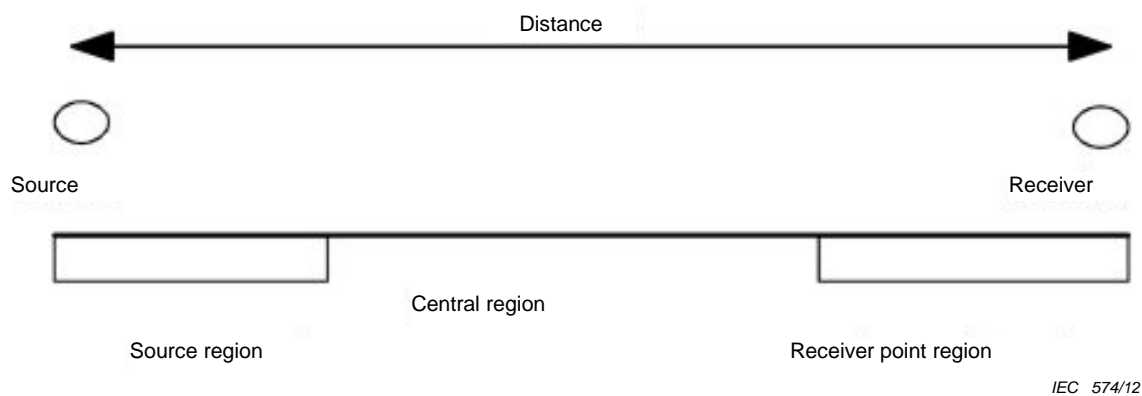 Distance
Source
Receiver
Central region
Source region
Receiver point region
IEC 574/12